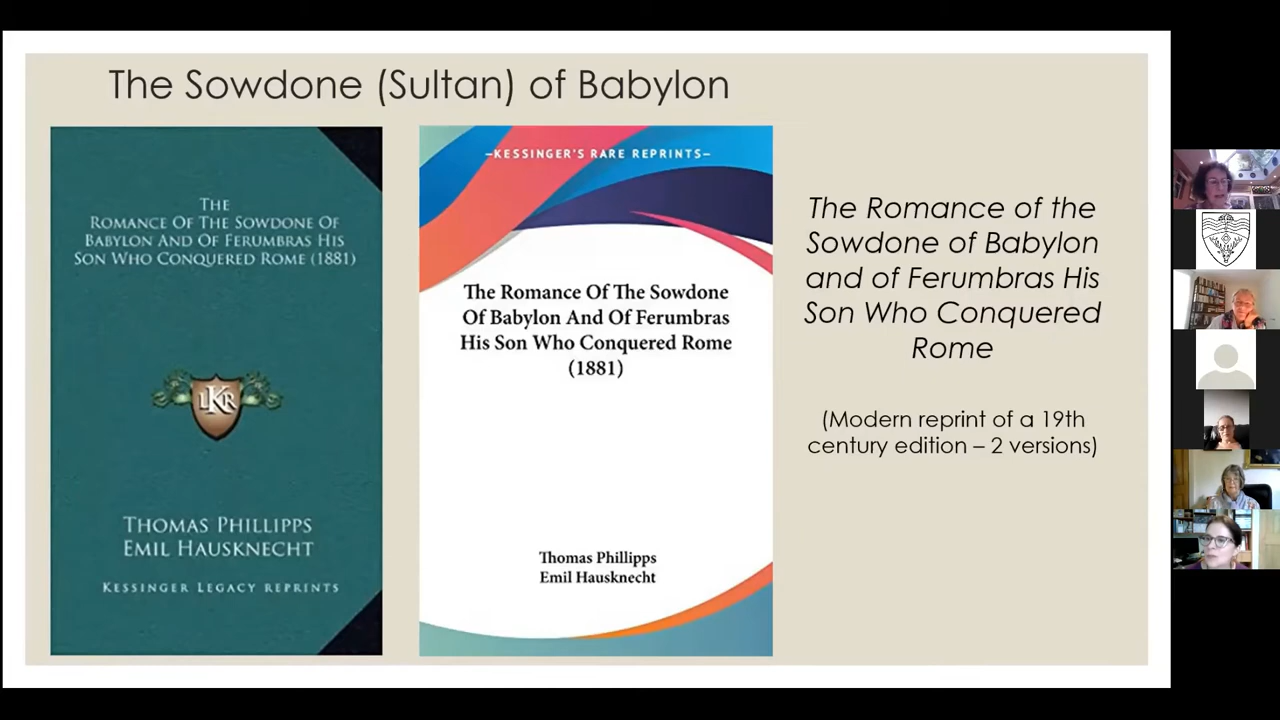 The Sowdone (Sultan) of Babylon
THE
ROMANCE OF THE SOWDONE OF
BABYLON AND OF FERUMBRAS HIS
SON WHO CONQUERED ROME (1881)
LKR
THOMAS PHILLIPPS
EMIL HAUSKNECHT
KESSINGER LEGACY REPRINTS
–KESSINGER'S RARE REPRINTS–
The Romance Of The Sowdone
Of Babylon And Of Ferumbras
His Son Who Conquered Rome
(1881)
Thomas Phillipps
Emil Hausknecht
The Romance of the
Sowdone of Babylon
and of Ferumbras His
Son Who Conquered
Rome
(Modern reprint of a 19th
century edition – 2 versions)